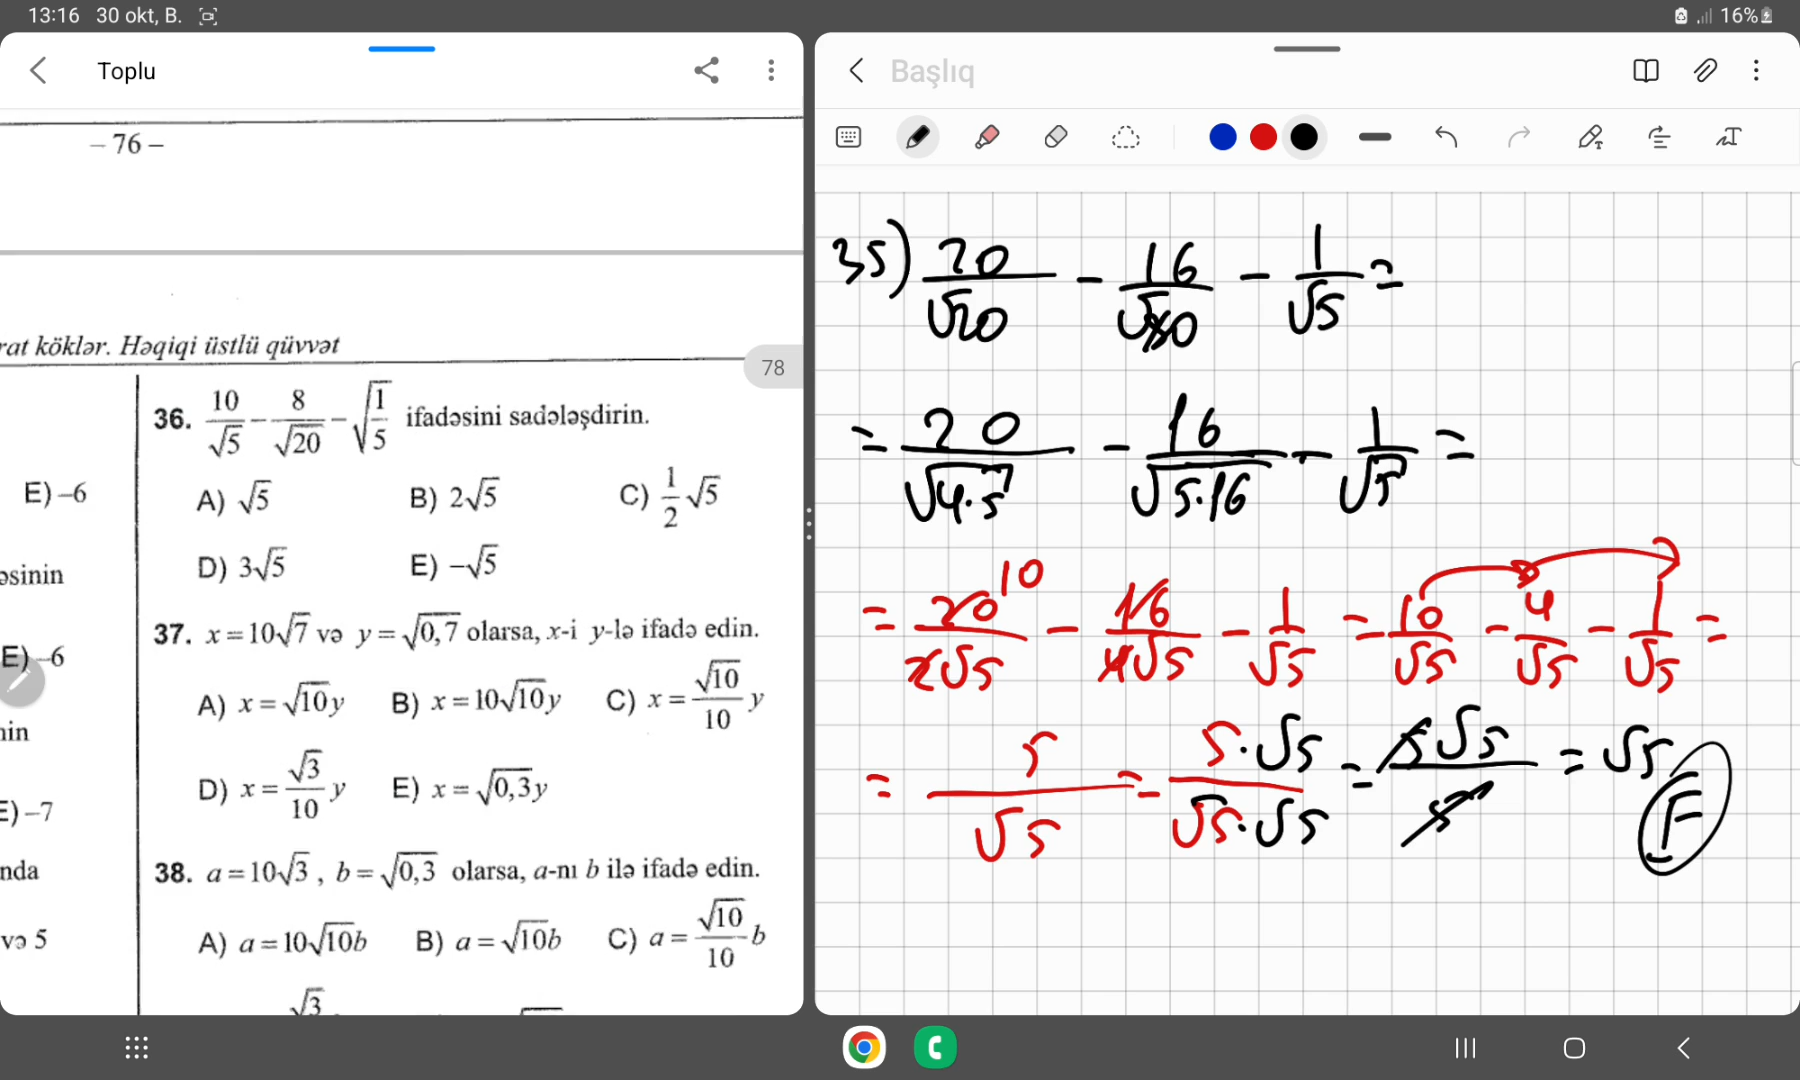 13:16 30 okt, B. 16%
Toplu
– 76 –
rat köklər. Həqiqi üstlü qüvvət
78
E) –6
əsinin
E) –6
nin
E) –7
nda
və 5
36. 10/√5 − 8/√20 − √(1/5) ifadəsini sadələşdirin.
A) √5 B) 2√5 C) 1/2 √5
D) 3√5 E) −√5
37. x = 10√7 və y = √0,7 olarsa, x-i y-lə ifadə edin.
A) x = √10y B) x = 10√10y C) x = √10/10 y
D) x = √3/10 y E) x = √0,3y
38. a = 10√3 , b = √0,3 olarsa, a-nı b ilə ifadə edin.
A) a = 10√10b B) a = √10b C) a = √10/10 b
√3
Başlıq
35) 20/√20 − 16/√80 − 1/√5 =
= 20/√4·5 − 16/√5·16 − 1/√5 =
= 20/2√5 10 − 16/4√5 − 1/√5 = 10/√5 − 4/√5 − 1/√5 =
= 5/√5 = 5·√5/√5·√5 = 5√5/5 = √5